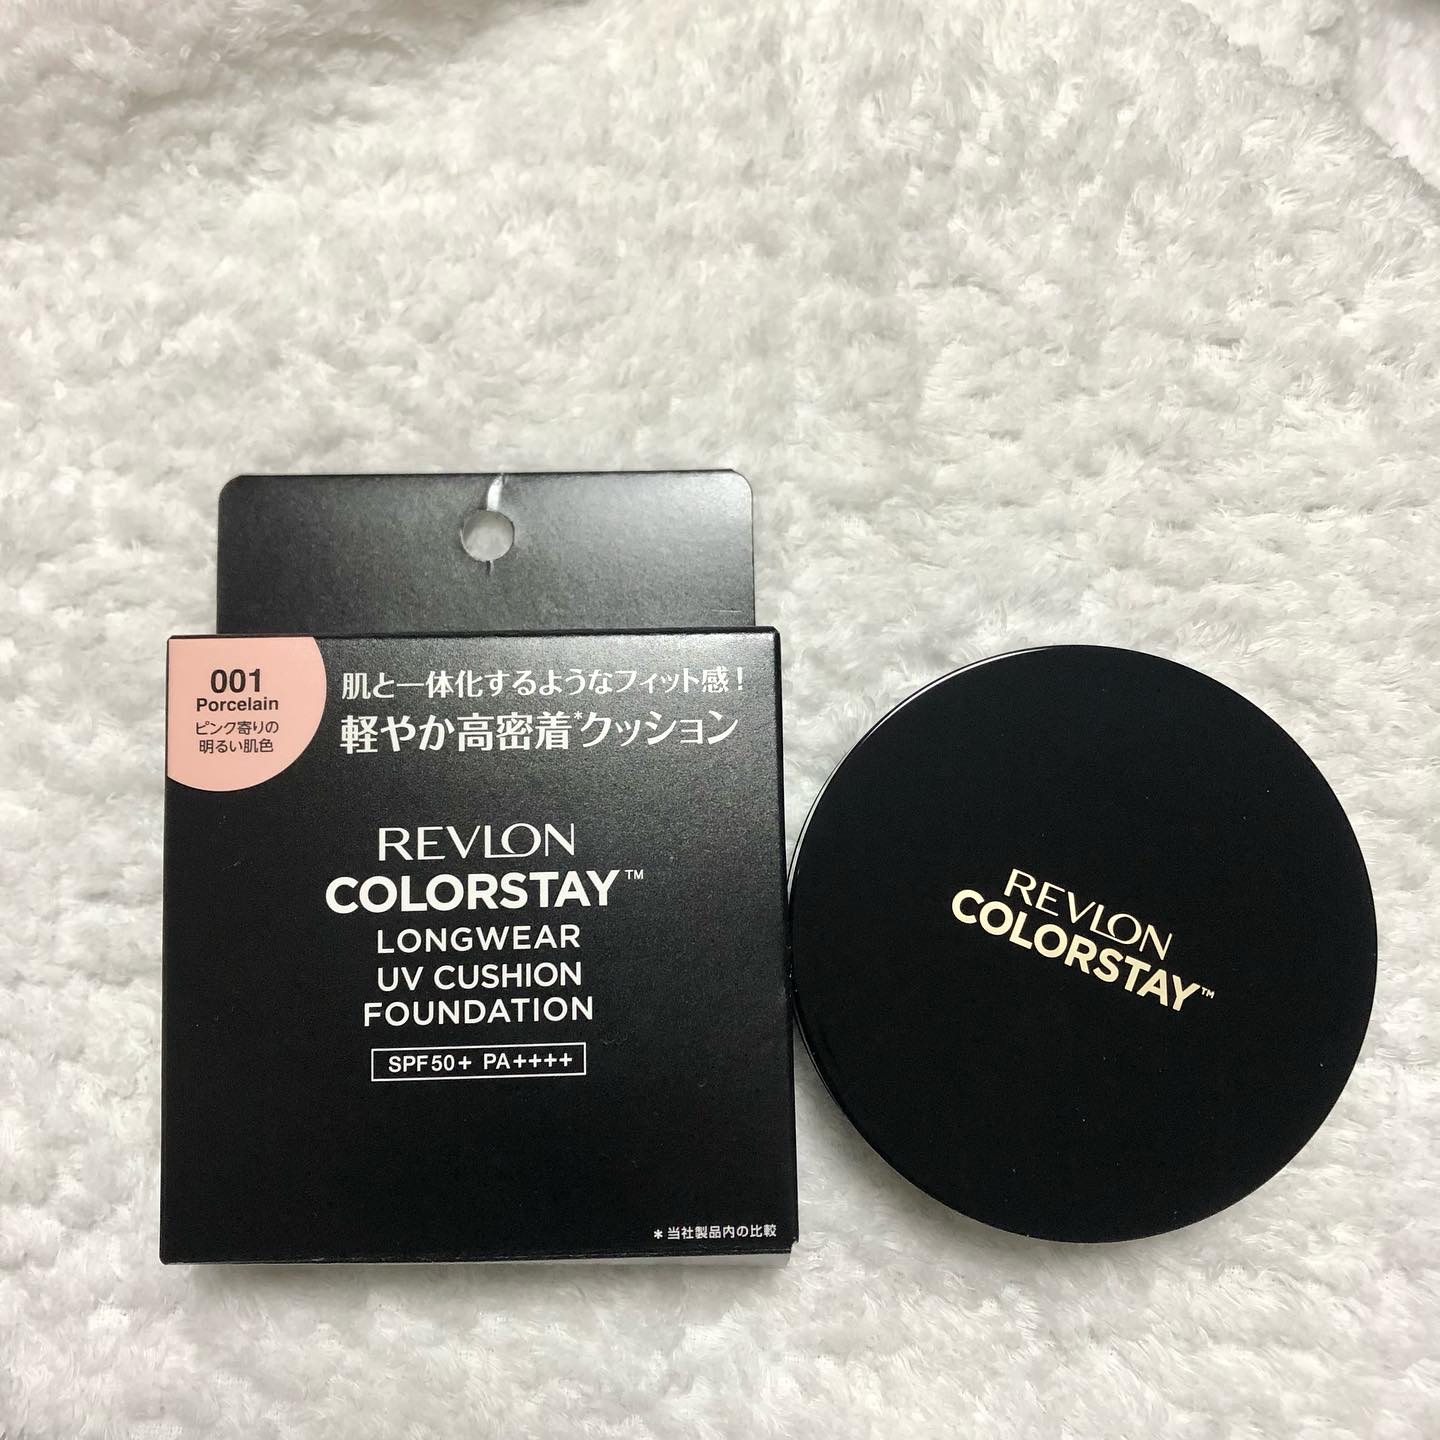 001
Porcelain
ピンク寄りの
明るい肌色
肌と一体化するようなフィット感!
軽やか高密着*クッション
REVLON
COLORSTAY™
LONGWEAR
UV CUSHION
FOUNDATION
SPF50+ PA++++
*当社製品内の比較
REVLON
COLORSTAY™